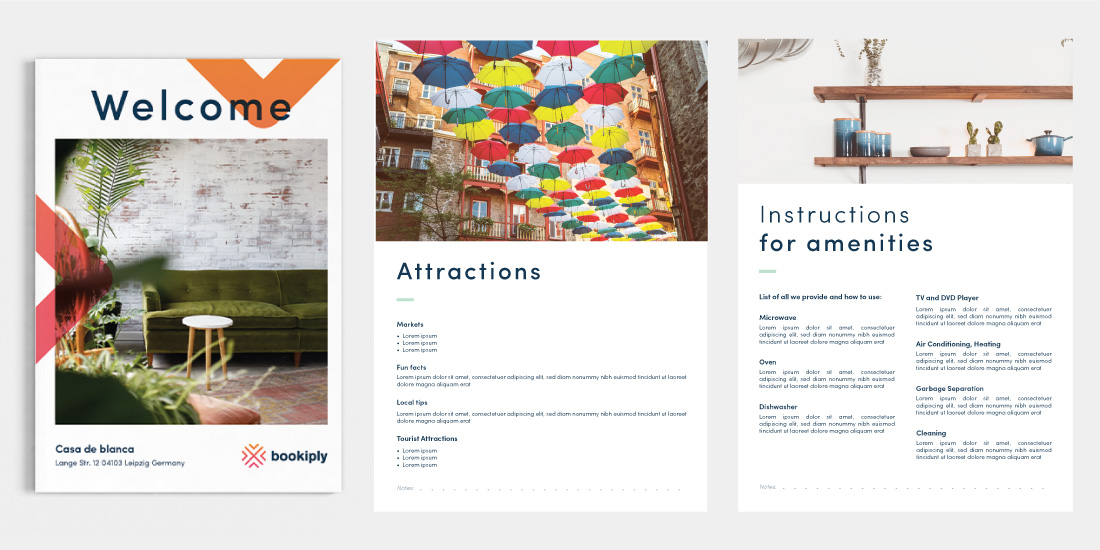 Welcome
Casa de blanca
Lange Str. 12 04103 Leipzig Germany
bookiply
Attractions
Markets
• Lorem ipsum
• Lorem ipsum
• Lorem ipsum
Fun facts
Lorem ipsum dolor sit amet, consectetuer adipiscing elit, sed diam nonummy nibh euismod tincidunt ut laoreet
dolore magna aliquam erat
Local tips
Lorem ipsum dolor sit amet, consectetuer adipiscing elit, sed diam nonummy nibh euismod tincidunt ut laoreet
dolore magna aliquam erat
Tourist Attractions
• Lorem ipsum
• Lorem ipsum
• Lorem ipsum
Notes:
Instructions
for amenities
List of all we provide and how to use:
Microwave
Lorem ipsum dolor sit amet, consectetuer
adipiscing elit, sed diam nonummy nibh euismod
tincidunt ut laoreet dolore magna aliquam erat
Oven
Lorem ipsum dolor sit amet, consectetuer
adipiscing elit, sed diam nonummy nibh euismod
tincidunt ut laoreet dolore magna aliquam erat
Dishwasher
Lorem ipsum dolor sit amet, consectetuer
adipiscing elit, sed diam nonummy nibh euismod
tincidunt ut laoreet dolore magna aliquam erat
TV and DVD Player
Lorem ipsum dolor sit amet, consectetuer
adipiscing elit, sed diam nonummy nibh euismod
tincidunt ut laoreet dolore magna aliquam erat
Air Conditioning, Heating
Lorem ipsum dolor sit amet, consectetuer
adipiscing elit, sed diam nonummy nibh euismod
tincidunt ut laoreet dolore magna aliquam erat
Garbage Separation
Lorem ipsum dolor sit amet, consectetuer
adipiscing elit, sed diam nonummy nibh euismod
tincidunt ut laoreet dolore magna aliquam erat
Cleaning
Lorem ipsum dolor sit amet, consectetuer
adipiscing elit, sed diam nonummy nibh euismod
tincidunt ut laoreet dolore magna aliquam erat
Notes: